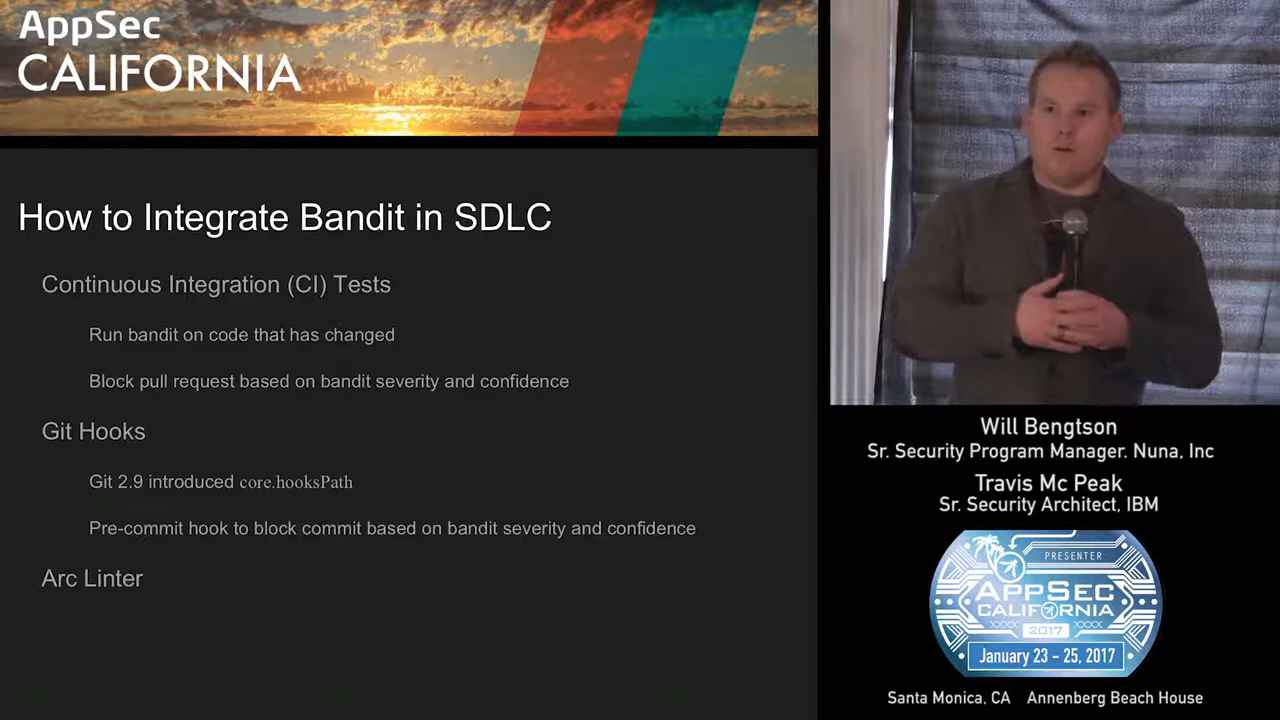 AppSec
CALIFORNIA
How to Integrate Bandit in SDLC
Continuous Integration (CI) Tests
Run bandit on code that has changed
Block pull request based on bandit severity and confidence
Git Hooks
Git 2.9 introduced core.hooksPath
Pre-commit hook to block commit based on bandit severity and confidence
Arc Linter
Will Bengtson
Sr. Security Program Manager. Nuna, Inc
Travis Mc Peak
Sr. Security Architect, IBM
PRESENTER
APPSEC
CALIFORNIA
2017
January 23 - 25, 2017
Santa Monica, CA Annenberg Beach House